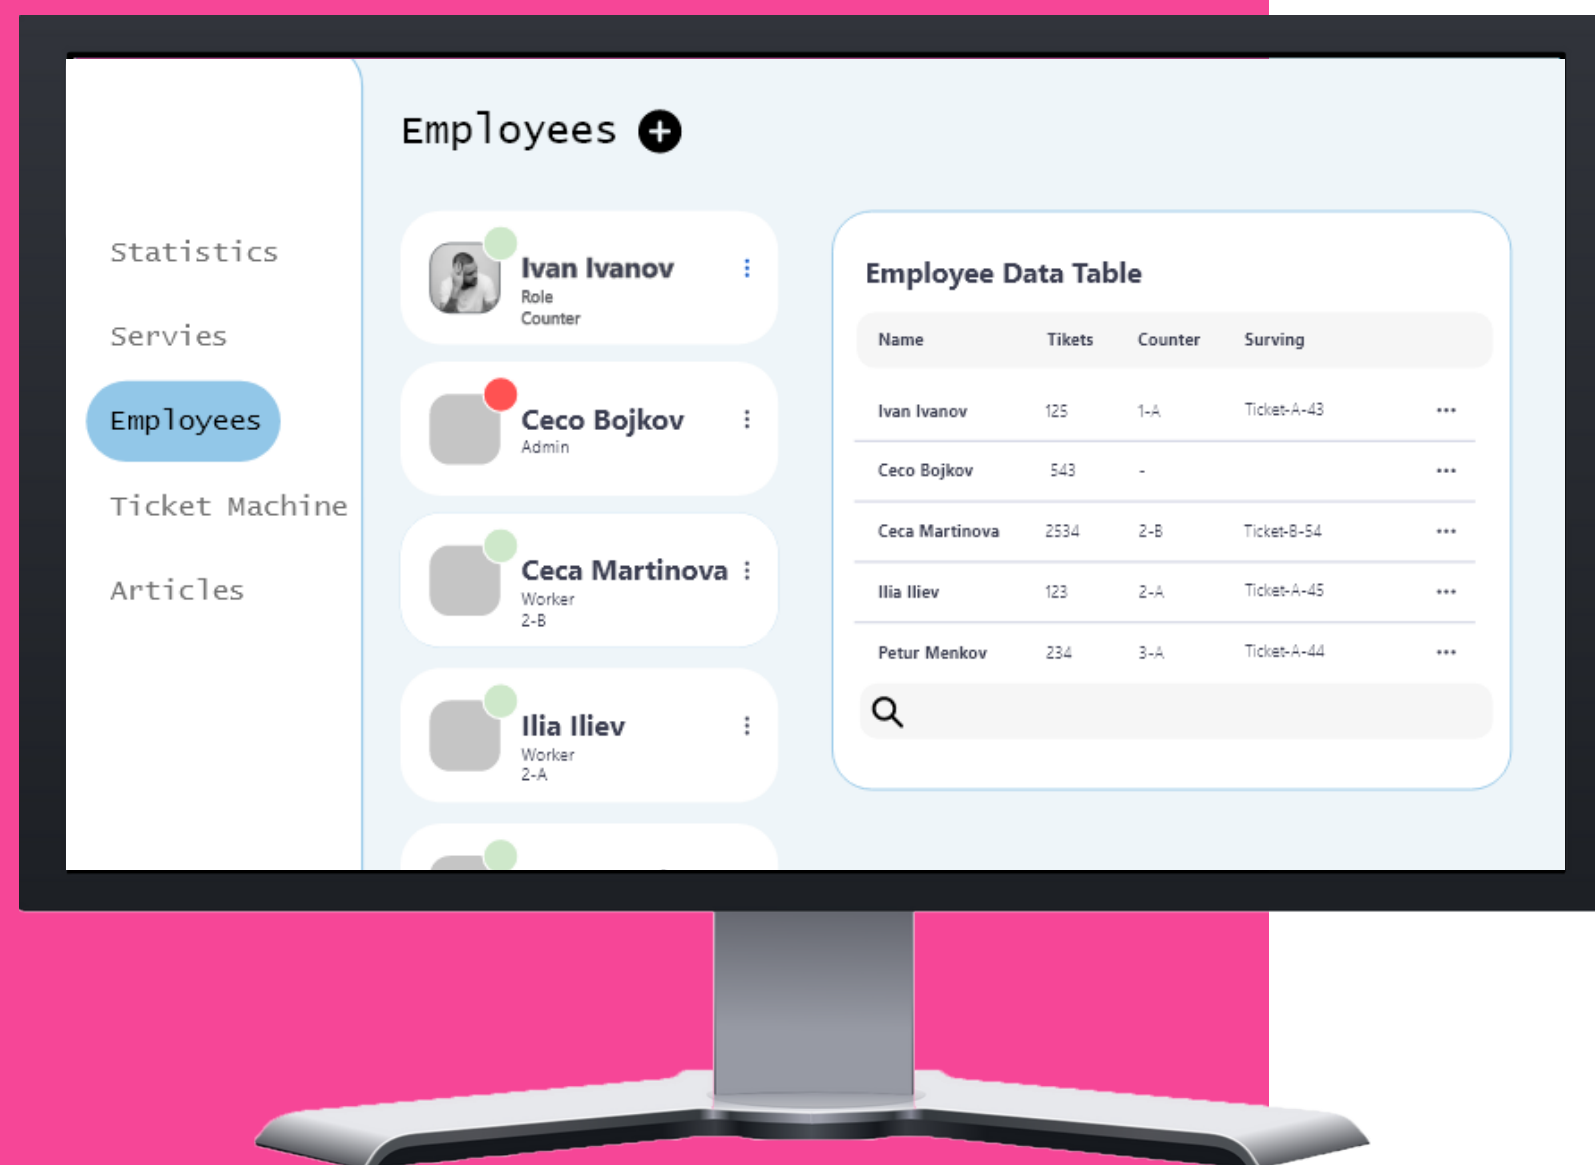 Employees
Statistics
Servies
Employees
Ticket Machine
Articles
Ivan Ivanov
Role
Counter
Ceco Bojkov
Admin
Ceca Martinova
Worker
2-B
Ilia Iliev
Worker
2-A
Employee Data Table
Name Tikets Counter Surving
Ivan Ivanov 125 1-A Ticket-A-43
Ceco Bojkov 543 -
Ceca Martinova 2534 2-B Ticket-B-54
Ilia Iliev 123 2-A Ticket-A-45
Petur Menkov 234 3-A Ticket-A-44